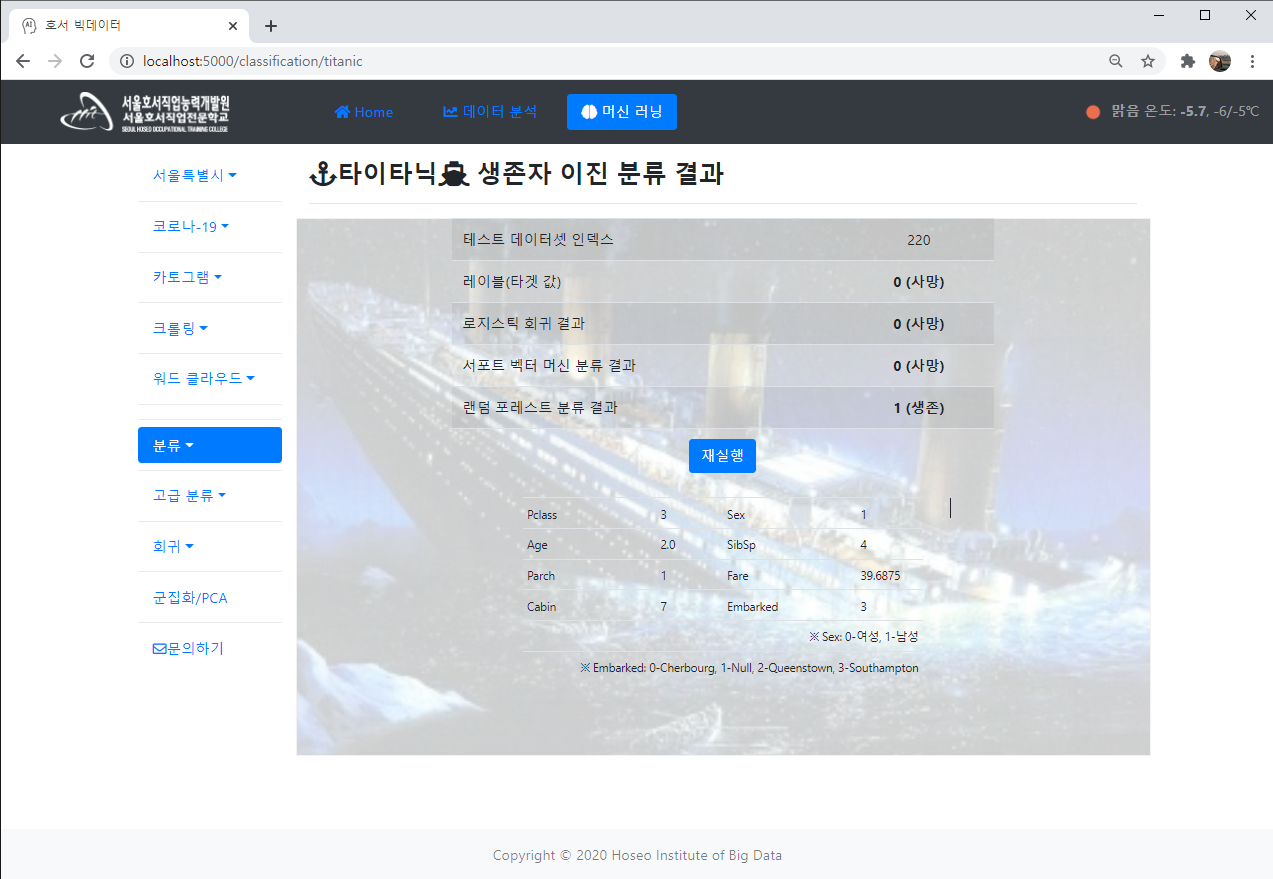 호서 빅데이터
localhost:5000/classification/titanic
서울호서직업능력개발원
서울호서직업전문학교
SEOUL HOSEO OCCUPATIONAL TRAINING COLLEGE
Home
데이터 분석
머신 러닝
맑음 온도: -5.7, -6/-5℃
서울특별시
코로나-19
카토그램
크롤링
워드 클라우드
분류
고급 분류
회귀
군집화/PCA
문의하기
타이타닉 생존자 이진 분류 결과
테스트 데이터셋 인덱스 220
레이블(타겟 값) 0 (사망)
로지스틱 회귀 결과 0 (사망)
서포트 벡터 머신 분류 결과 0 (사망)
랜덤 포레스트 분류 결과 1 (생존)
재실행
Pclass 3 Sex 1
Age 2.0 SibSp 4
Parch 1 Fare 39.6875
Cabin 7 Embarked 3
※ Sex: 0-여성, 1-남성
※ Embarked: 0-Cherbourg, 1-Null, 2-Queenstown, 3-Southampton
Copyright © 2020 Hoseo Institute of Big Data